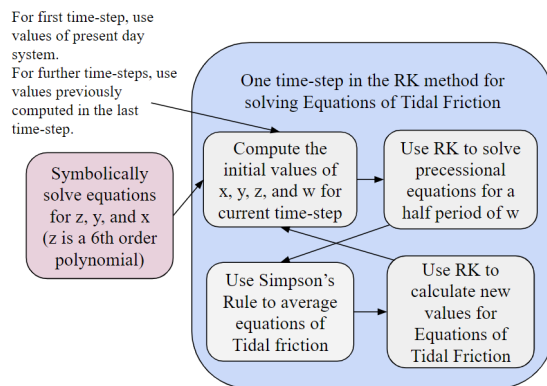 For first time-step, use
values of present day
system.
For further time-steps, use
values previously
computed in the last
time-step.
One time-step in the RK method for
solving Equations of Tidal Friction
Symbolically
solve equations
for z, y, and x
(z is a 6th order
polynomial)
Compute the
initial values of
x, y, z, and w for
current time-step
Use RK to solve
precessional
equations for a
half period of w
Use Simpson's
Rule to average
equations of
Tidal friction
Use RK to
calculate new
values for
Equations of
Tidal Friction